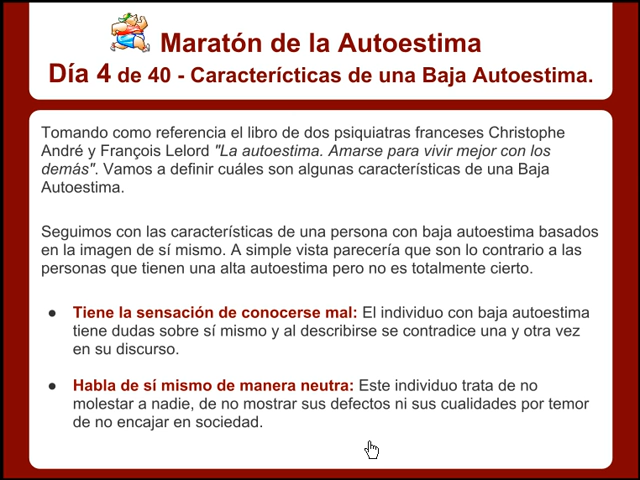 Maratón de la Autoestima
Día 4 de 40 - Caracterícticas de una Baja Autoestima.
Tomando como referencia el libro de dos psiquiatras franceses Christophe
André y François Lelord "La autoestima. Amarse para vivir mejor con los
demás". Vamos a definir cuáles son algunas características de una Baja
Autoestima.
Seguimos con las características de una persona con baja autoestima basados
en la imagen de sí mismo. A simple vista parecería que son lo contrario a las
personas que tienen una alta autoestima pero no es totalmente cierto.
● Tiene la sensación de conocerse mal: El individuo con baja autoestima
tiene dudas sobre sí mismo y al describirse se contradice una y otra vez
en su discurso.
● Habla de sí mismo de manera neutra: Este individuo trata de no
molestar a nadie, de no mostrar sus defectos ni sus cualidades por temor
de no encajar en sociedad.